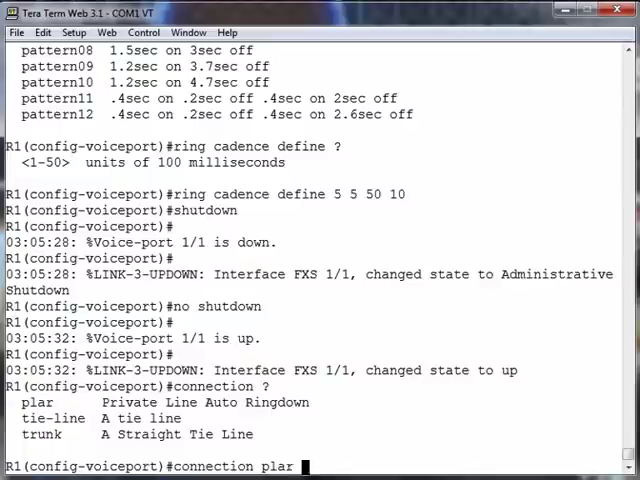 Tera Term Web 3.1 - COM1 VT
File Edit Setup Web Control Window Help
pattern08 1.5sec on 3sec off
pattern09 1.2sec on 3.7sec off
pattern10 1.2sec on 4.7sec off
pattern11 .4sec on .2sec off .4sec on 2sec off
pattern12 .4sec on .2sec off .4sec on 2.6sec off
R1(config-voiceport)#ring cadence define ?
<1-50> units of 100 milliseconds
R1(config-voiceport)#ring cadence define 5 5 50 10
R1(config-voiceport)#shutdown
R1(config-voiceport)#
03:05:28: %Voice-port 1/1 is down.
R1(config-voiceport)#
03:05:28: %LINK-3-UPDOWN: Interface FXS 1/1, changed state to Administrative
Shutdown
R1(config-voiceport)#no shutdown
R1(config-voiceport)#
03:05:32: %Voice-port 1/1 is up.
R1(config-voiceport)#
03:05:32: %LINK-3-UPDOWN: Interface FXS 1/1, changed state to up
R1(config-voiceport)#connection ?
plar Private Line Auto Ringdown
tie-line A tie line
trunk A Straight Tie Line
R1(config-voiceport)#connection plar